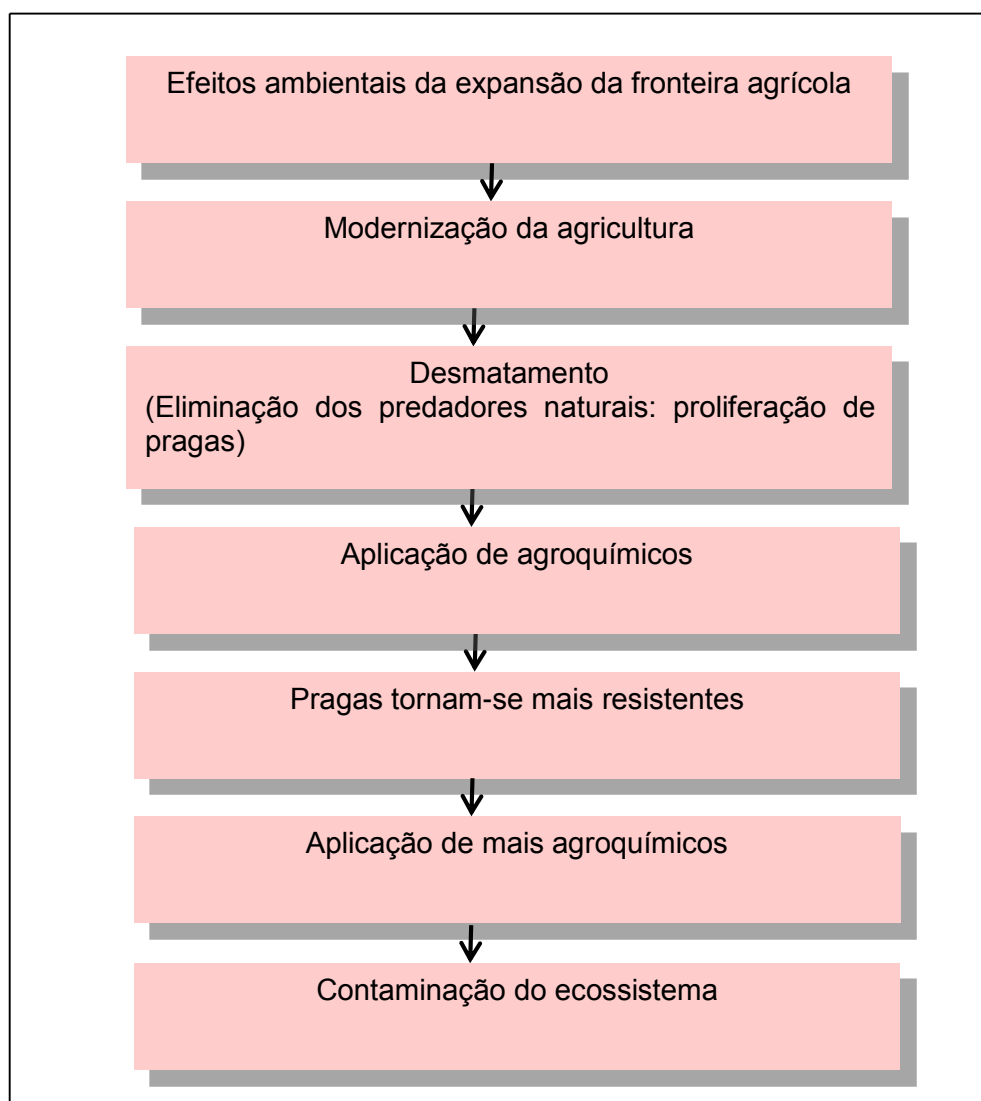 Efeitos ambientais da expansão da fronteira agrícola
Modernização da agricultura
Desmatamento
(Eliminação dos predadores naturais: proliferação de
pragas)
Aplicação de agroquímicos
Pragas tornam-se mais resistentes
Aplicação de mais agroquímicos
Contaminação do ecossistema